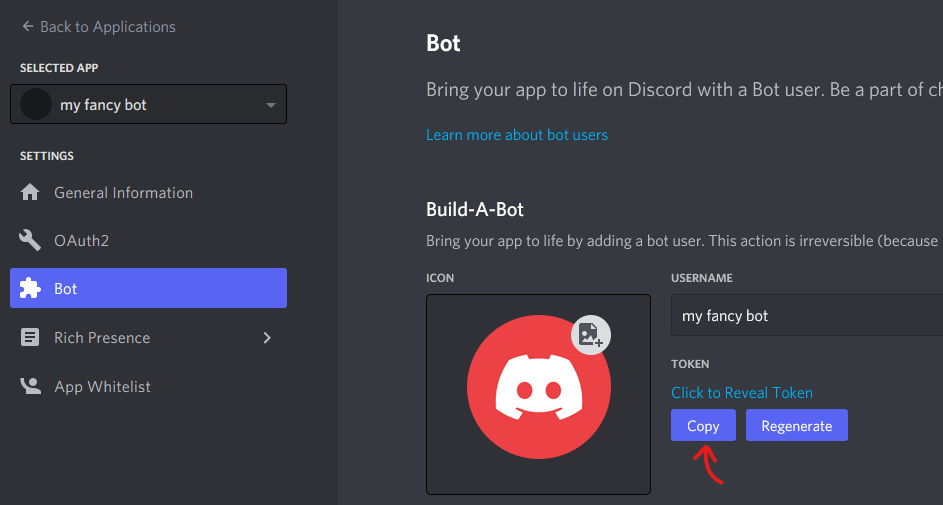 Back to Applications
SELECTED APP
my fancy bot
SETTINGS
General Information
OAuth2
Bot
Rich Presence
App Whitelist
Bot
Bring your app to life on Discord with a Bot user. Be a part of ch
Learn more about bot users
Build-A-Bot
Bring your app to life by adding a bot user. This action is irreversible (because
ICON
USERNAME
my fancy bot
TOKEN
Click to Reveal Token
Copy Regenerate